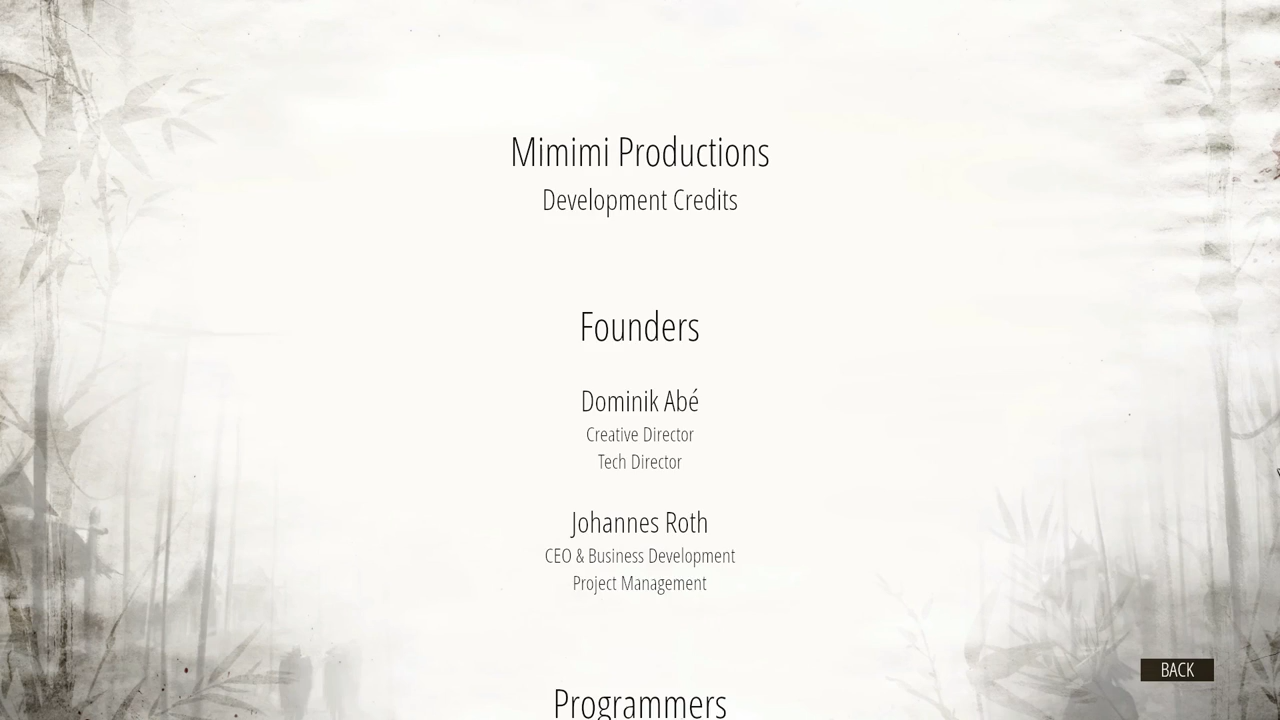 Mimimi Productions
Development Credits
Founders
Dominik Abé
Creative Director
Tech Director
Johannes Roth
CEO & Business Development
Project Management
Programmers
BACK